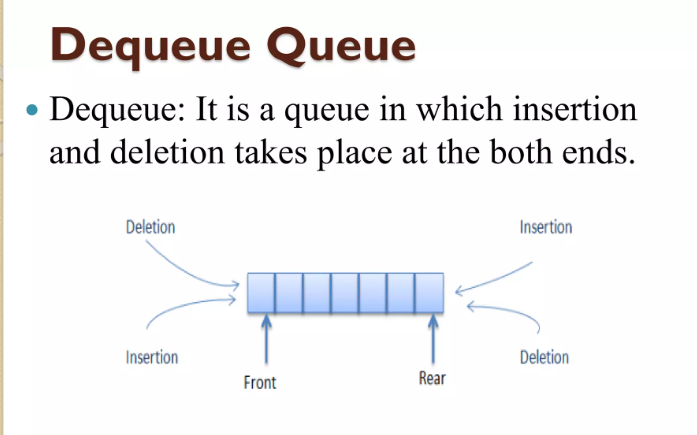 Dequeue Queue
• Dequeue: It is a queue in which insertion
and deletion takes place at the both ends.
Deletion
Insertion
Insertion
Deletion
Front
Rear